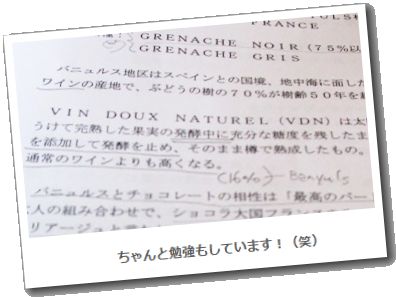 FRANCE
GRENACHE NOIR (75%以
GRENACHE GRIS
バニュルス地区はスペインとの国境、地中海に面した
ワインの産地で、ぶどうの樹の70%が樹齢50年を
VIN DOUX NATUREL (VDN) は太
うけて完熟した果実の発酵中に充分な糖度を残したま
を添加して発酵を止め、そのまま樽で熟成したもの。
通常のワインよりも高くなる。
(16%) - Banyuls
バニュルスとチョコレートの相性は「最高のパー
人の組み合わせで、ショコラ大国フランス
リアージュ
ちゃんと勉強もしています！（笑）